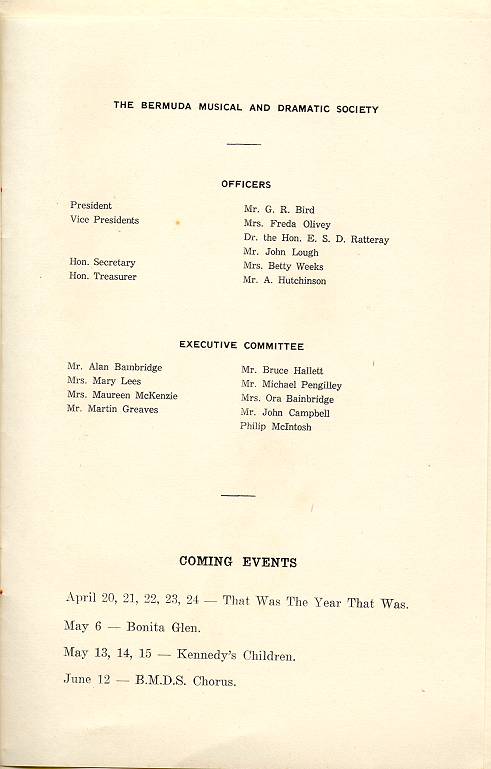 THE BERMUDA MUSICAL AND DRAMATIC SOCIETY
OFFICERS
President Mr. G. R. Bird
Vice Presidents Mrs. Freda Olivey
Dr. the Hon. E. S. D. Ratteray
Mr. John Lough
Hon. Secretary Mrs. Betty Weeks
Hon. Treasurer Mr. A. Hutchinson
EXECUTIVE COMMITTEE
Mr. Alan Bainbridge Mr. Bruce Hallett
Mrs. Mary Lees Mr. Michael Pengilley
Mrs. Maureen McKenzie Mrs. Ora Bainbridge
Mr. Martin Greaves Mr. John Campbell
Philip McIntosh
COMING EVENTS
April 20, 21, 22, 23, 24 — That Was The Year That Was.
May 6 — Bonita Glen.
May 13, 14, 15 — Kennedy's Children.
June 12 — B.M.D.S. Chorus.